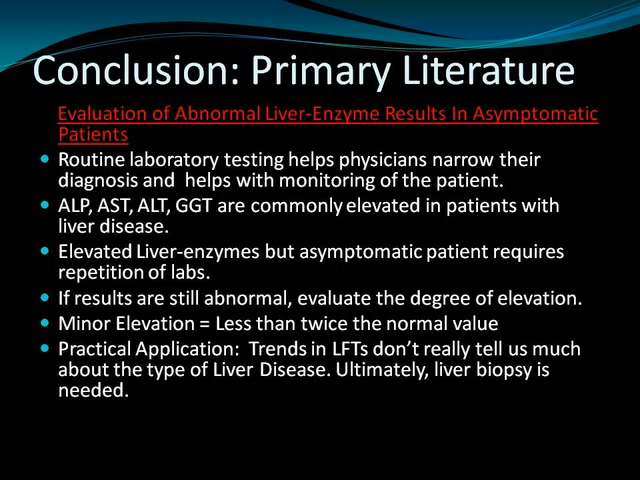 Conclusion: Primary Literature
Evaluation of Abnormal Liver-Enzyme Results In Asymptomatic
Patients
• Routine laboratory testing helps physicians narrow their
diagnosis and  helps with monitoring of the patient.
• ALP, AST, ALT, GGT are commonly elevated in patients with
liver disease.
• Elevated Liver-enzymes but asymptomatic patient requires
repetition of labs.
• If results are still abnormal, evaluate the degree of elevation.
• Minor Elevation = Less than twice the normal value
• Practical Application:  Trends in LFTs don’t really tell us much
about the type of Liver Disease. Ultimately, liver biopsy is
needed.